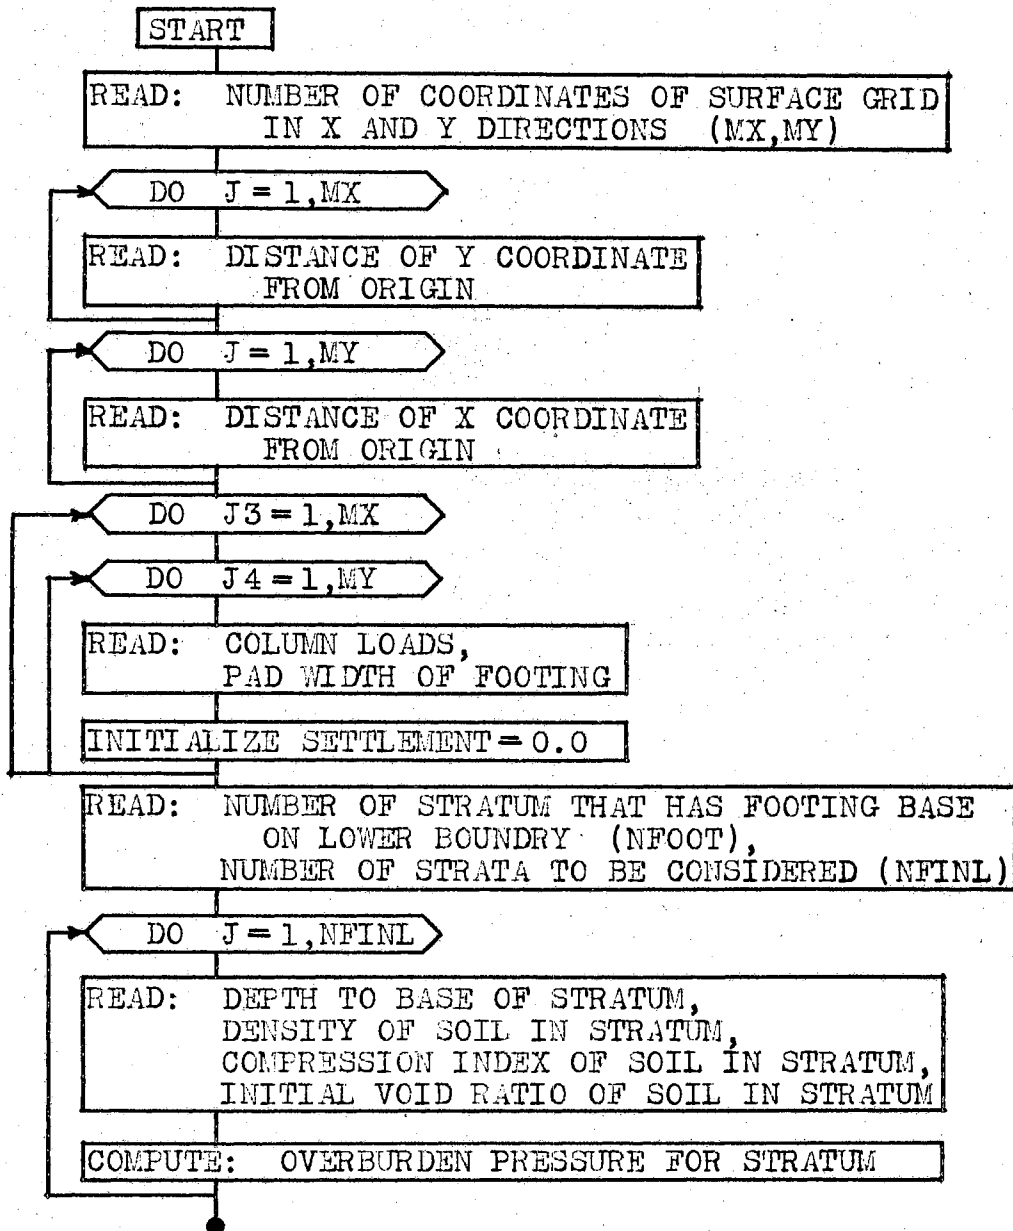 START
READ: NUMBER OF COORDINATES OF SURFACE GRID
IN X AND Y DIRECTIONS (MX,MY)
DO J = 1,MX
READ: DISTANCE OF Y COORDINATE
FROM ORIGIN
DO J = 1,MY
READ: DISTANCE OF X COORDINATE
FROM ORIGIN
DO J3 = 1,MX
DO J4 = 1,MY
READ: COLUMN LOADS,
PAD WIDTH OF FOOTING
INITIALIZE SETTLEMENT = 0.0
READ: NUMBER OF STRATUM THAT HAS FOOTING BASE
ON LOWER BOUNDRY (NFOOT),
NUMBER OF STRATA TO BE CONSIDERED (NFINL)
DO J = 1,NFINL
READ: DEPTH TO BASE OF STRATUM,
DENSITY OF SOIL IN STRATUM,
COMPRESSION INDEX OF SOIL IN STRATUM,
INITIAL VOID RATIO OF SOIL IN STRATUM
COMPUTE: OVERBURDEN PRESSURE FOR STRATUM